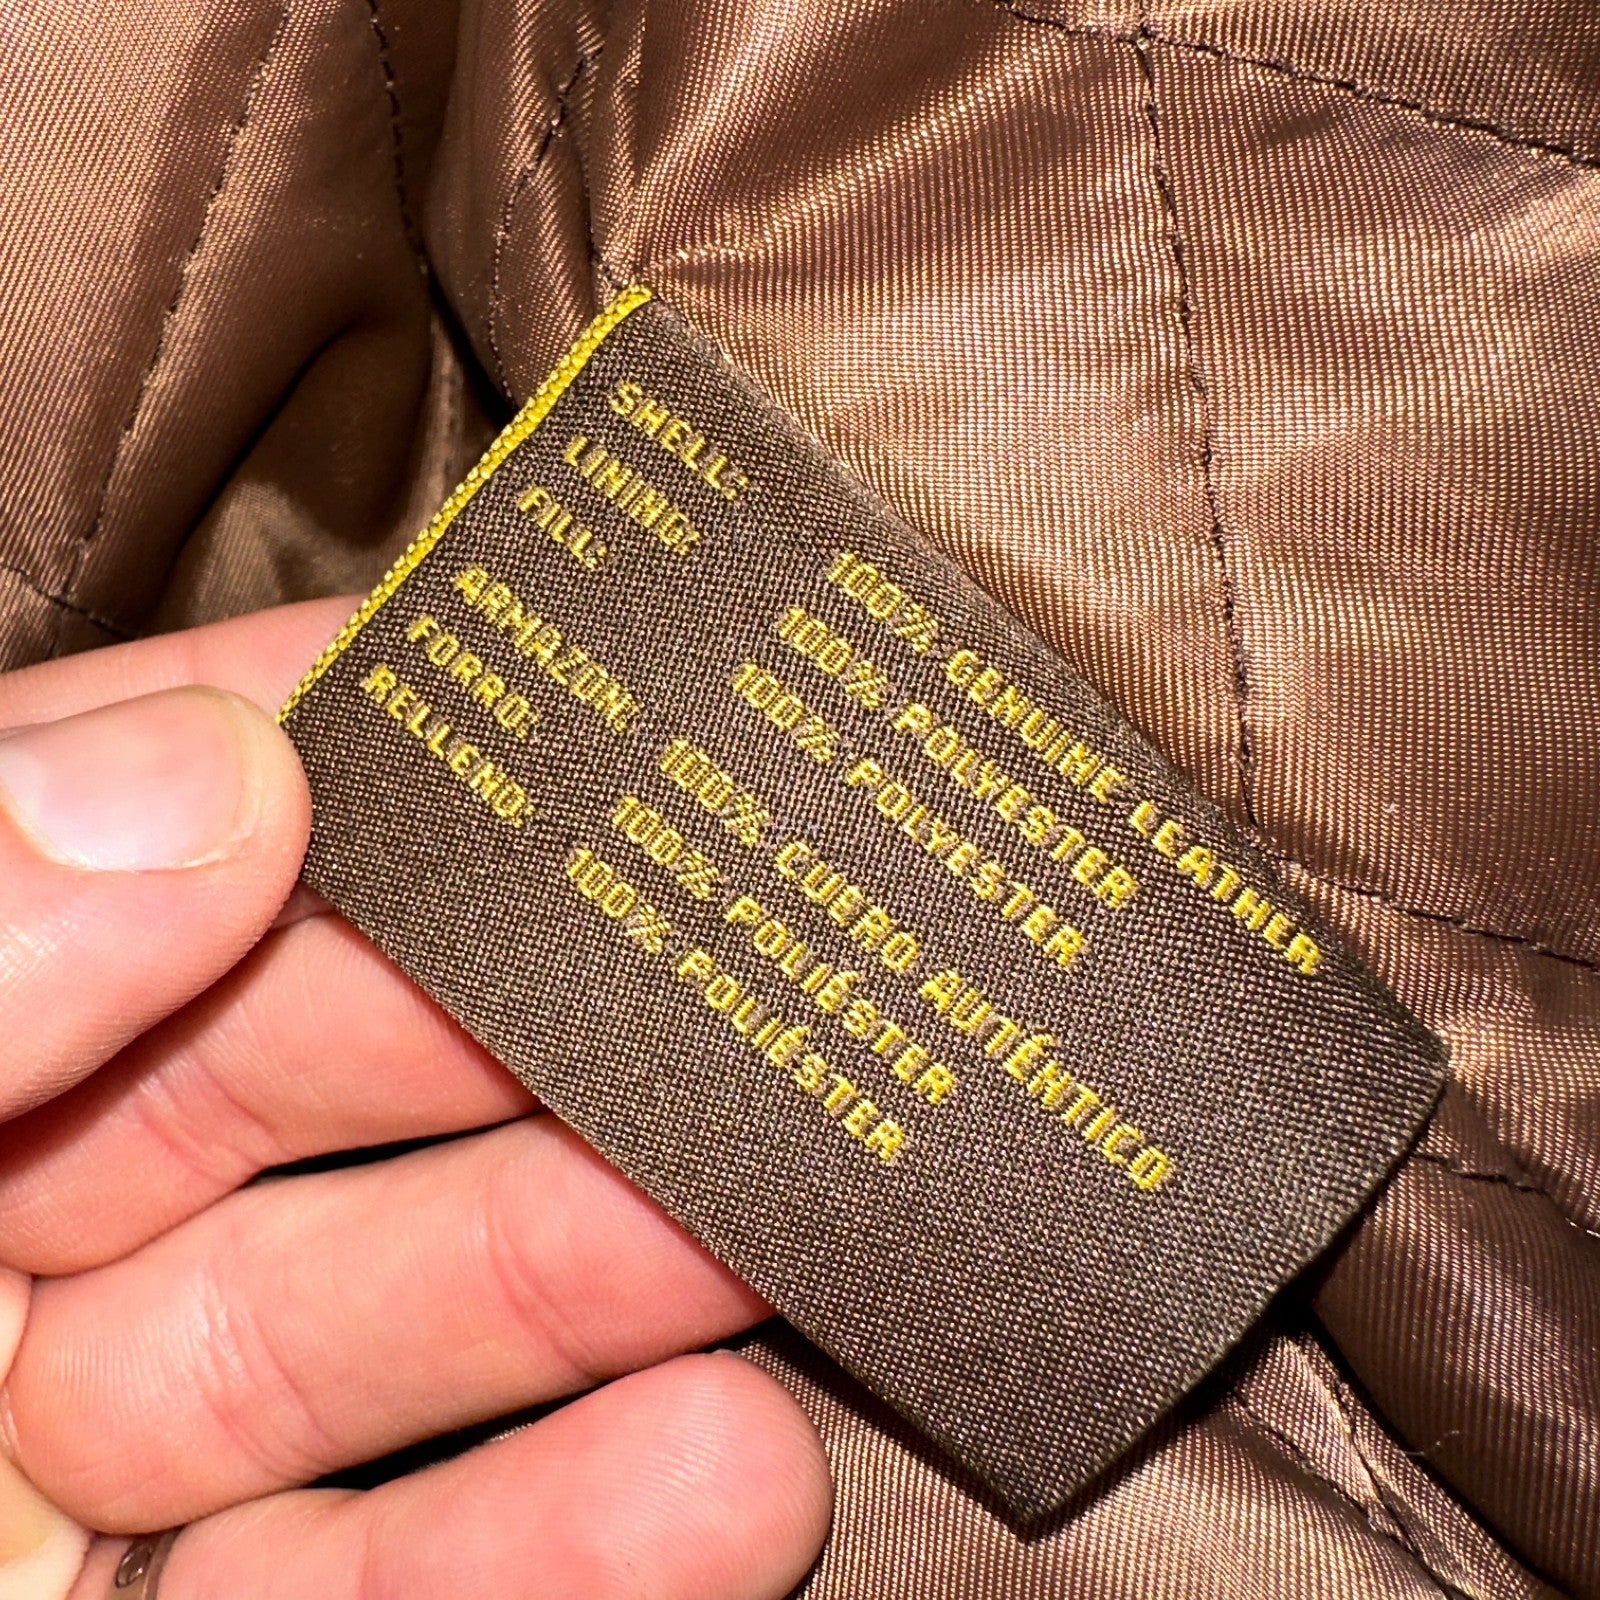 SHELL: 100% GENUINE LEATHER
LINING: 100% POLYESTER
FILL: 100% POLYESTER
ARMAZON: 100% CUERO AUTÉNTICO
FORRO: 100% POLIÉSTER
RELLENO: 100% POLIÉSTER